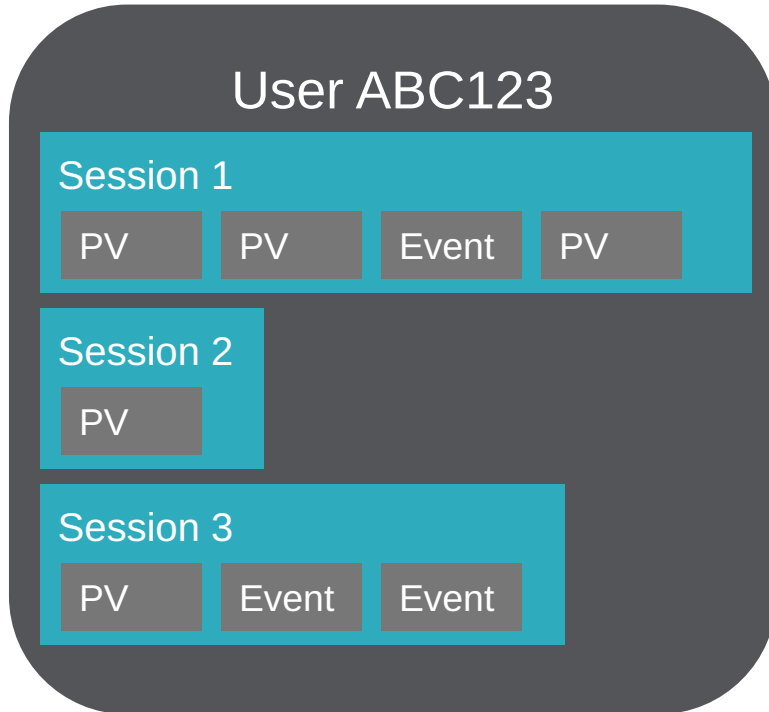 User ABC123
Session 1
PV PV Event PV
Session 2
PV
Session 3
PV Event Event